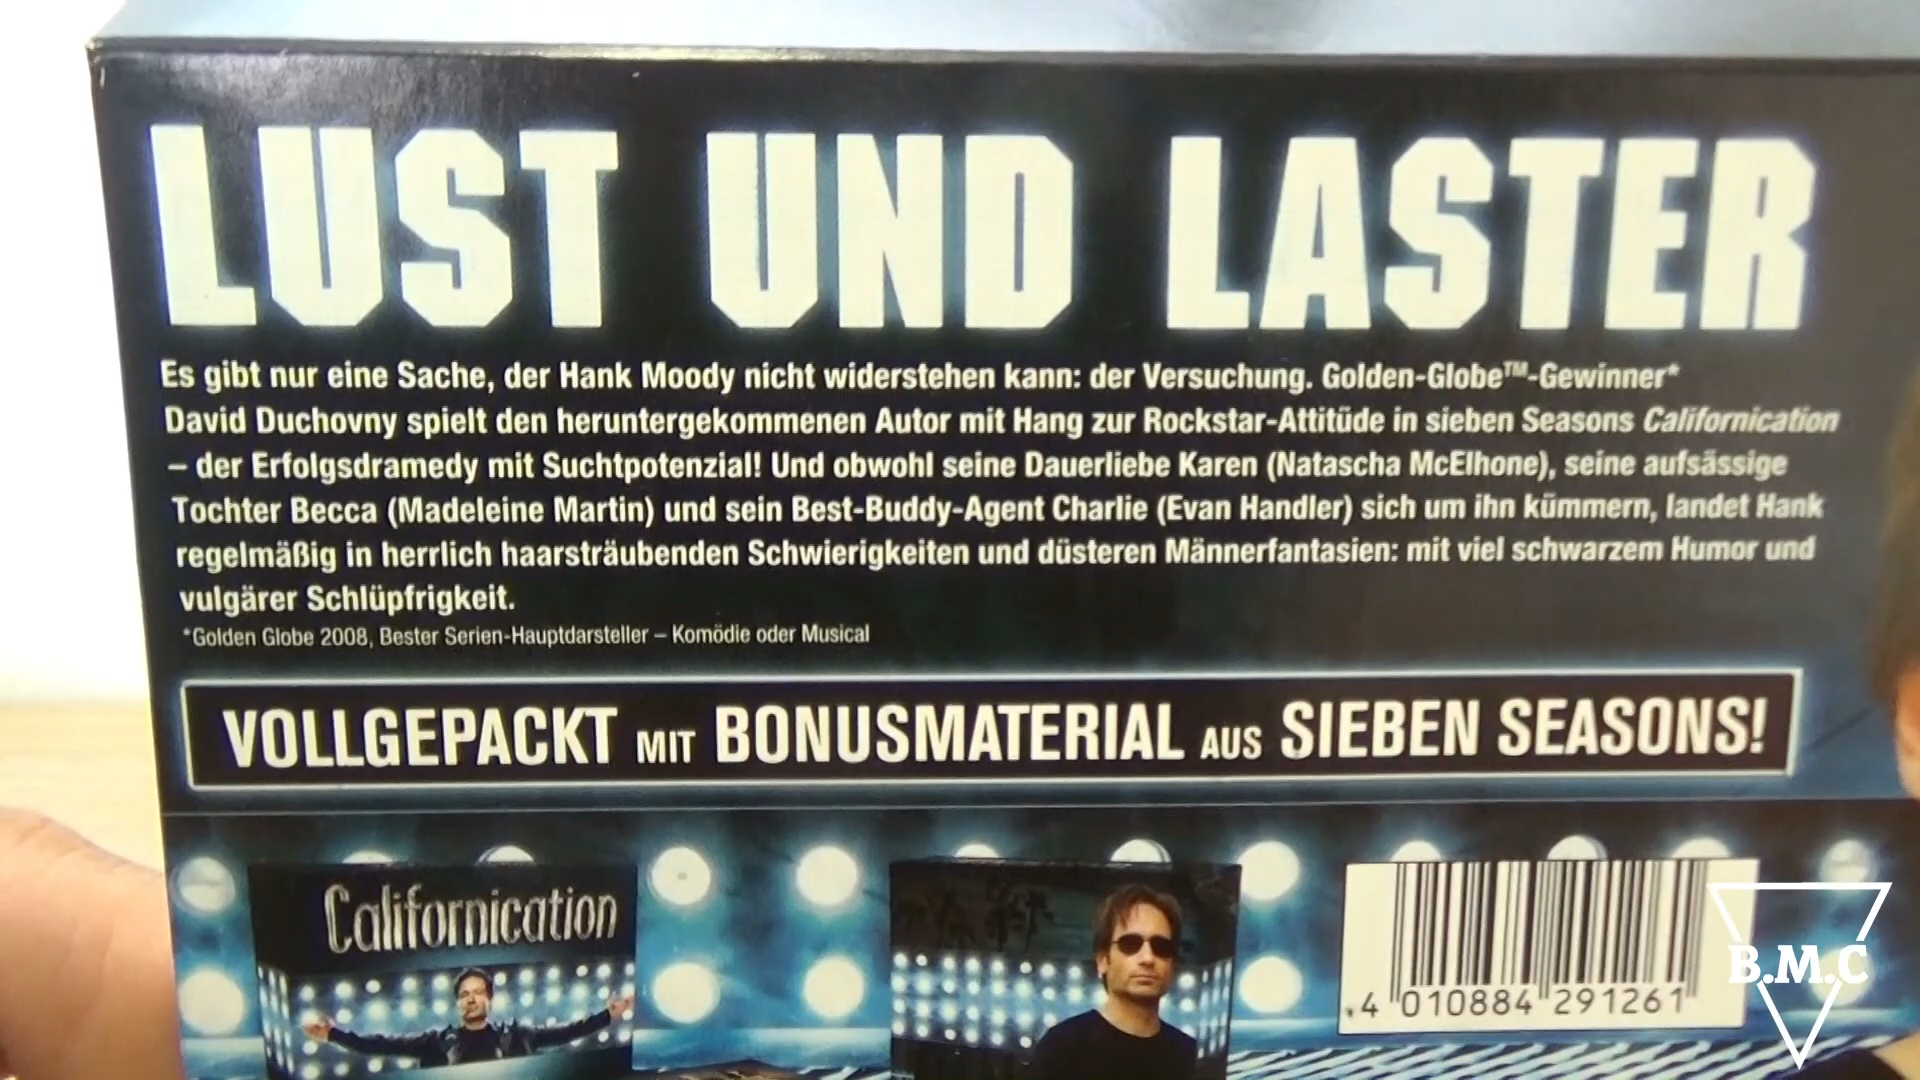 LUST UND LASTER
Es gibt nur eine Sache, der Hank Moody nicht widerstehen kann: der Versuchung. Golden-Globe™-Gewinner*
David Duchovny spielt den heruntergekommenen Autor mit Hang zur Rockstar-Attitüde in sieben Seasons Californication
– der Erfolgsdramedy mit Suchtpotenzial! Und obwohl seine Dauerliebe Karen (Natascha McElhone), seine aufsässige
Tochter Becca (Madeleine Martin) und sein Best-Buddy-Agent Charlie (Evan Handler) sich um ihn kümmern, landet Hank
regelmäßig in herrlich haarsträubenden Schwierigkeiten und düsteren Männerfantasien: mit viel schwarzem Humor und
vulgärer Schlüpfrigkeit.
*Golden Globe 2008, Bester Serien-Hauptdarsteller – Komödie oder Musical
VOLLGEPACKT MIT BONUSMATERIAL AUS SIEBEN SEASONS!
Californication
4 010884 291261
B.M.C